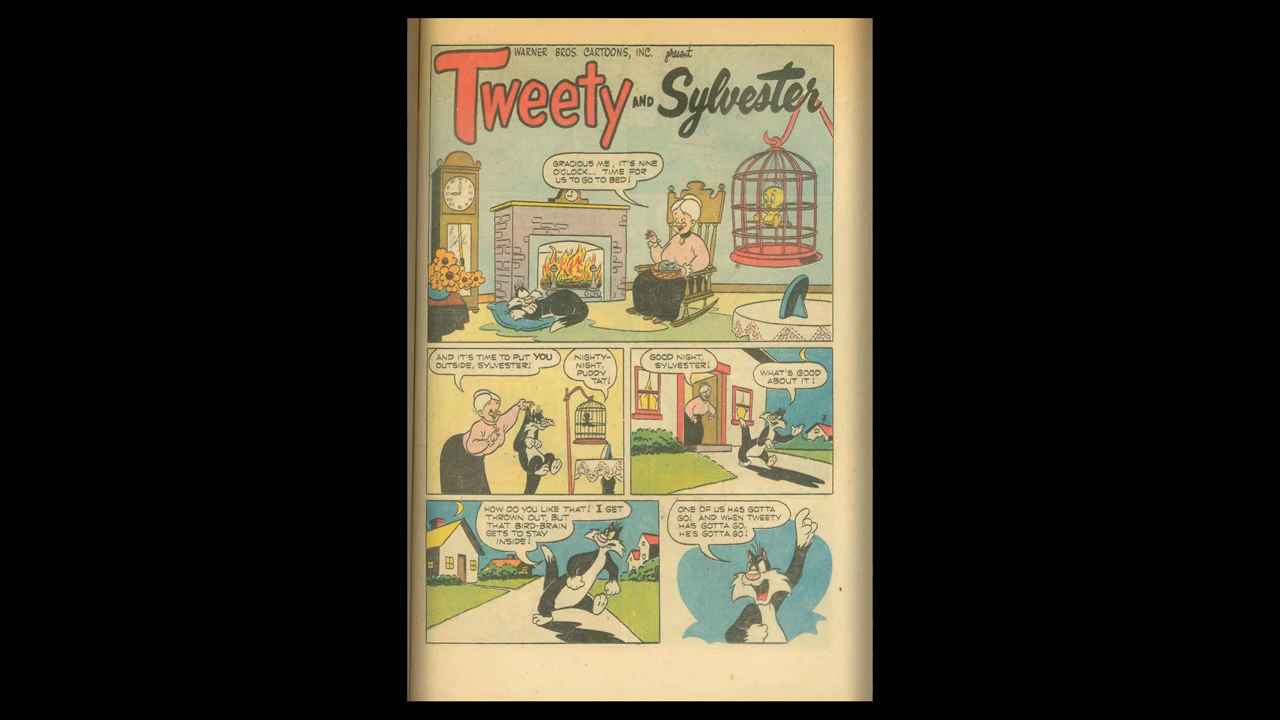 WARNER BROS. CARTOONS, INC. present
Tweety AND Sylvester
GRACIOUS ME, IT'S NINE
O'CLOCK... TIME FOR
US TO GO TO BED!
AND IT'S TIME TO PUT YOU
OUTSIDE, SYLVESTER!
NIGHTY-
NIGHT,
PUDDY
TAT!
GOOD NIGHT,
SYLVESTER!
WHAT'S GOOD
ABOUT IT!
HOW DO YOU LIKE THAT! I GET
THROWN OUT, BUT
THAT BIRD-BRAIN
GETS TO STAY
INSIDE!
ONE OF US HAS GOTTA
GO! AND WHEN TWEETY
HAS GOTTA GO,
HE'S GOTTA GO!